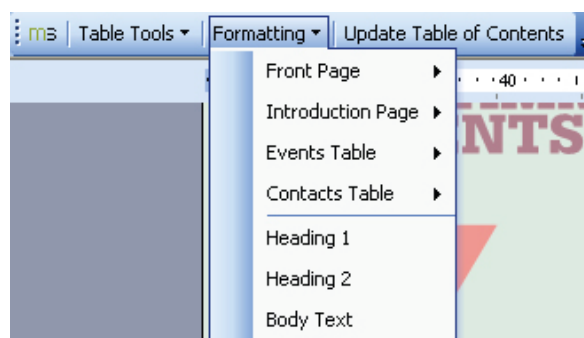 ms Table Tools Formatting Update Table of Contents
Front Page
40
Introduction Page
NTS
Events Table
Contacts Table
Heading 1
Heading 2
Body Text